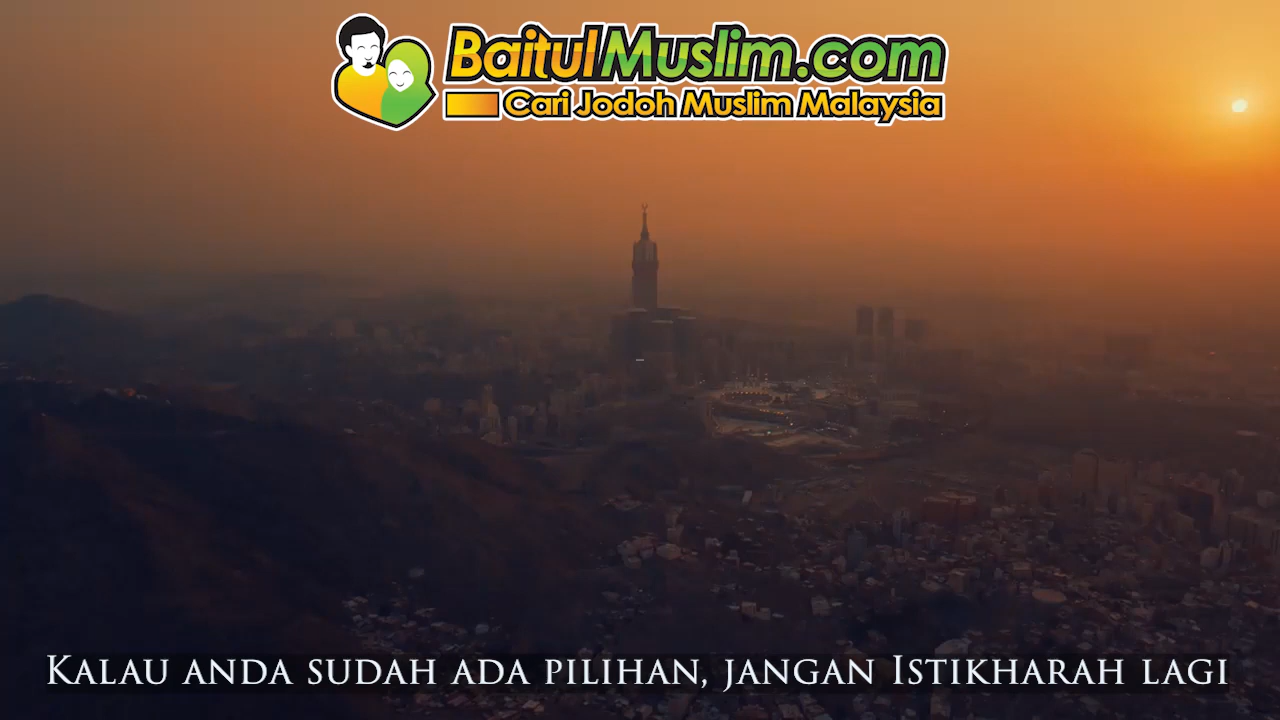 BaitulMuslim.com
Cari Jodoh Muslim Malaysia
Kalau anda sudah ada pilihan, jangan Istikharah lagi